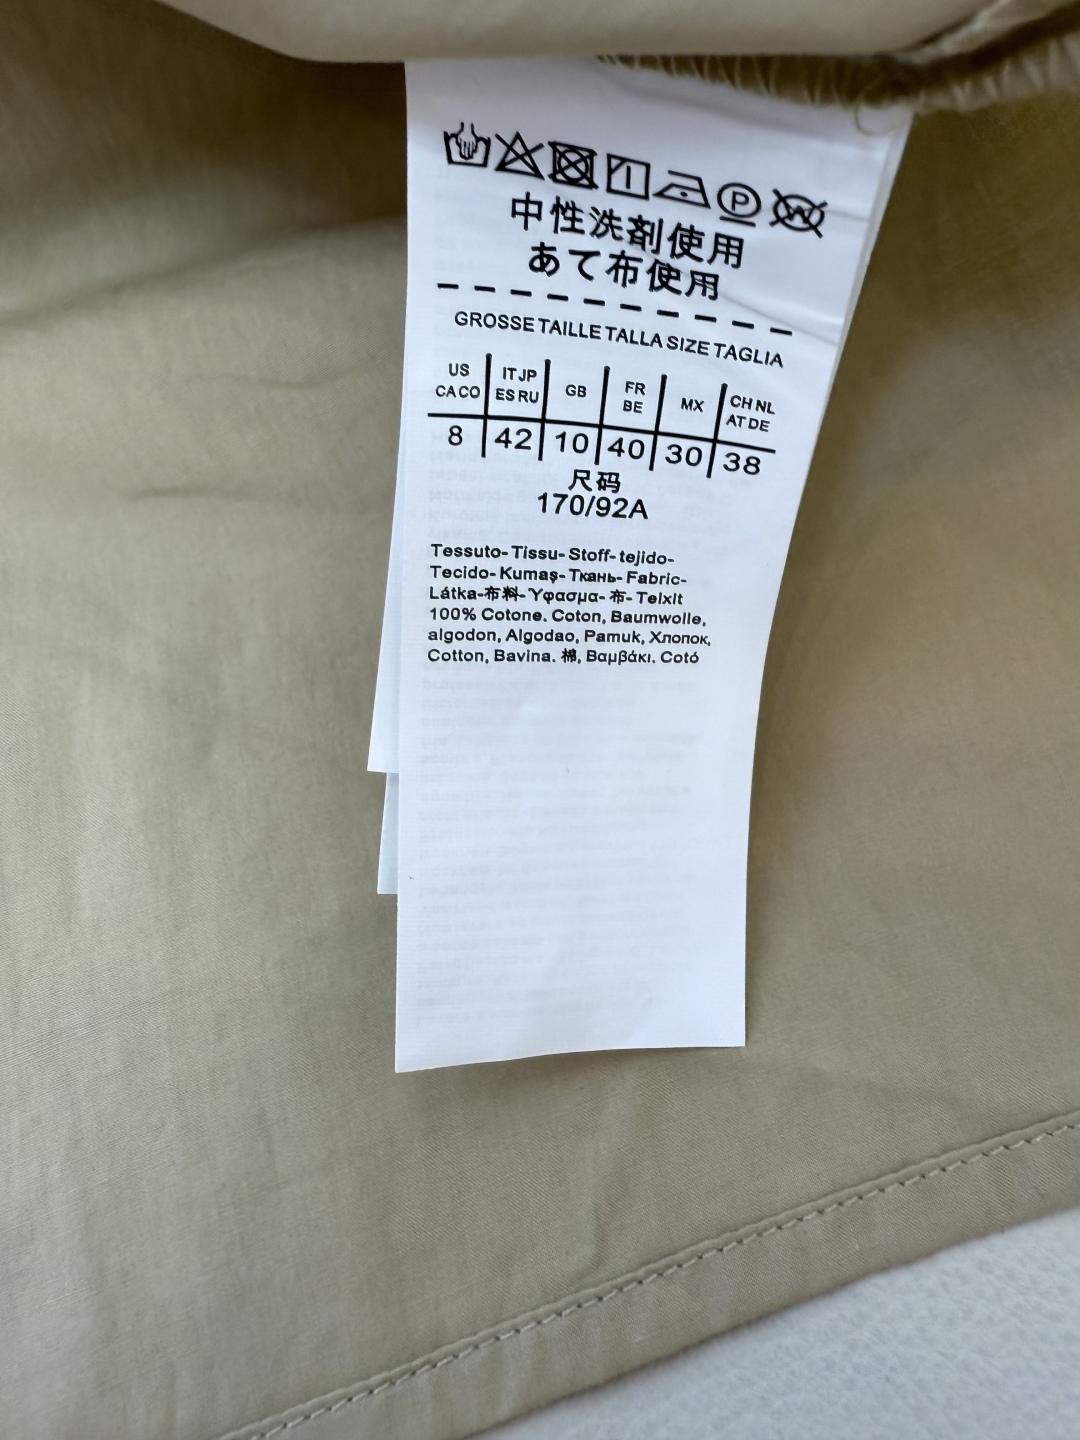 P W
中性洗剤使用
あて布使用
GROSSE TAILLE TALLA SIZE TAGLIA
US CA CO | IT JP ES RU | GB | FR BE | MX | CH NL AT DE
8 | 42 | 10 | 40 | 30 | 38
尺码
170/92A
Tessuto-Tissu-Stoff-tejido-
Tecido-Kumaş-Ткань-Fabric-
Látka-布料-Ύφασμα-布-Teixit
100% Cotone. Coton, Baumwolle,
algodon, Algodao, Pamuk, Хлопок,
Cotton, Bavlna. 棉, Βαμβάκι. Cotó